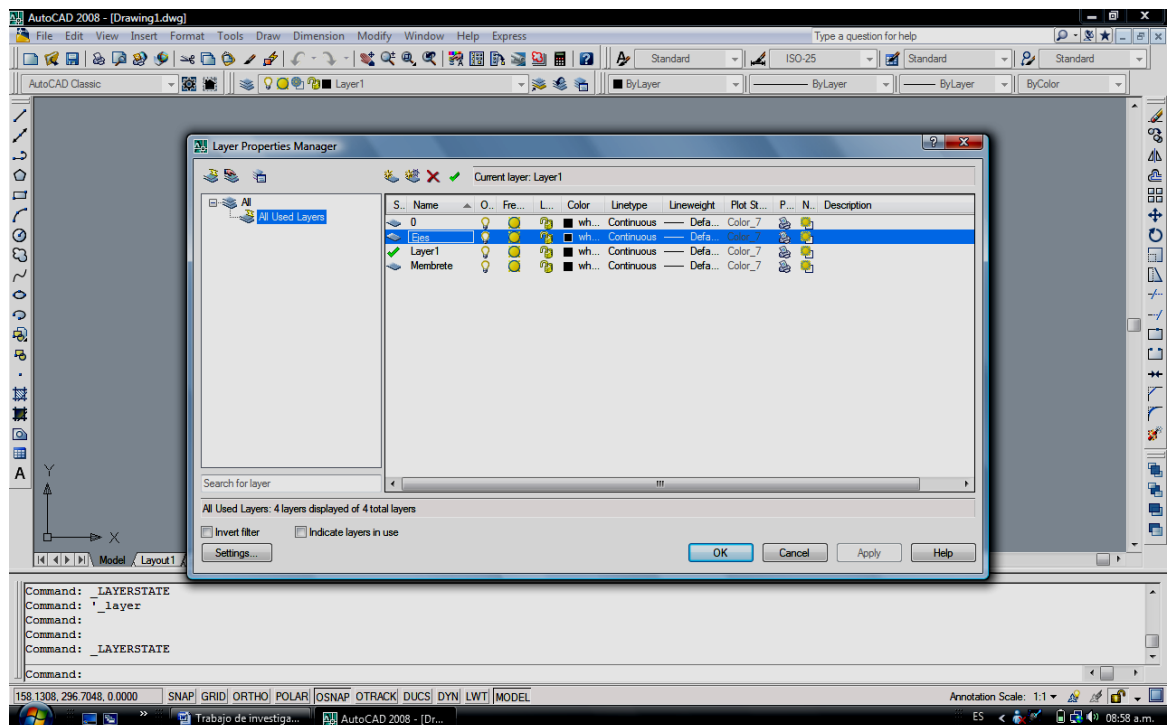 AutoCAD 2008 - [Drawing1.dwg]
File Edit View Insert Format Tools Draw Dimension Modify Window Help Express Type a question for help
Standard ISO-25 Standard Standard
AutoCAD Classic Layer1 ByLayer ByLayer ByLayer ByColor
Layer Properties Manager
Current layer: Layer1
All
All Used Layers
S.. Name O.. Fre... L... Color Linetype Lineweight Plot St... P... N.. Description
0 wh... Continuous Defa... Color_7
Ejes wh... Continuous Defa... Color_7
Layer1 wh... Continuous Defa... Color_7
Membrete wh... Continuous Defa... Color_7
Search for layer
All Used Layers: 4 layers displayed of 4 total layers
Invert filter Indicate layers in use
Settings... OK Cancel Apply Help
A
Y
X
Model Layout1
Command: _LAYERSTATE
Command: '_layer
Command:
Command:
Command: _LAYERSTATE
Command:
158.1308, 296.7048, 0.0000 SNAP GRID ORTHO POLAR OSNAP OTRACK DUCS DYN LWT MODEL Annotation Scale: 1:1
Trabajo de investiga... AutoCAD 2008 - [Dr... ES 08:58 a.m.